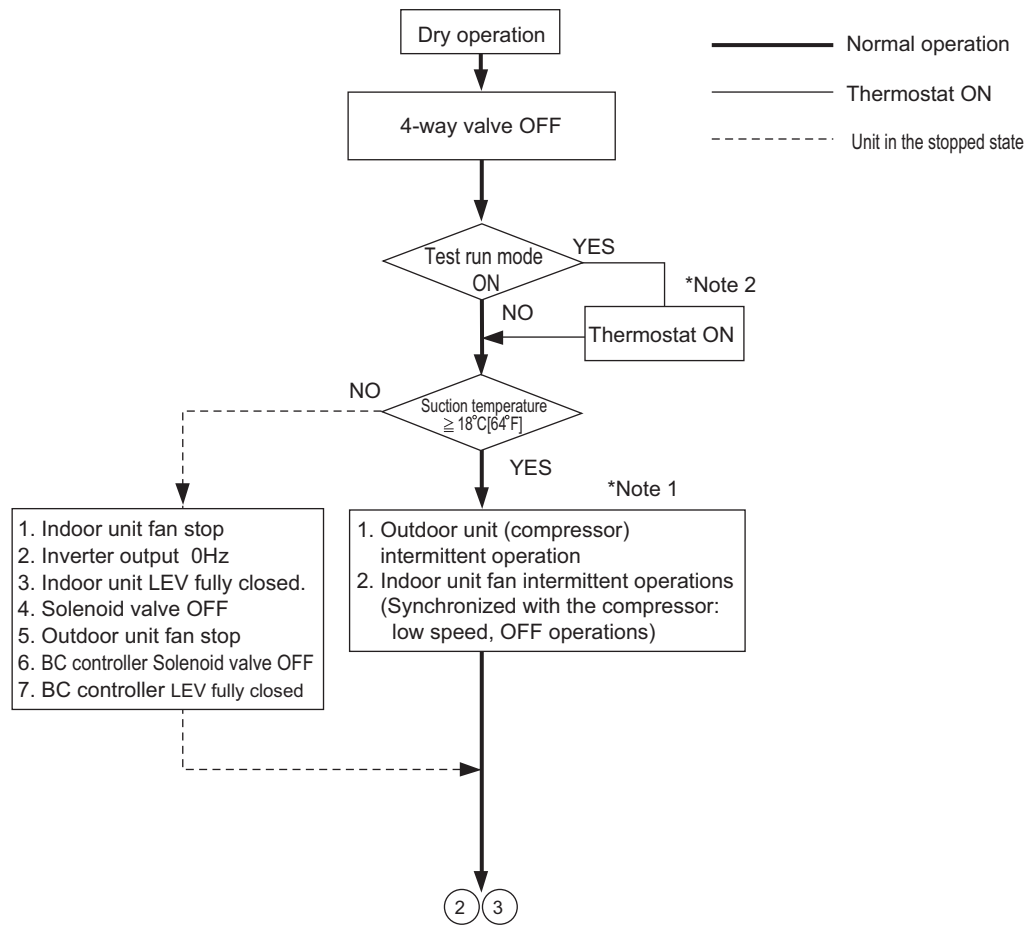 Dry operation
Normal operation
Thermostat ON
Unit in the stopped state
4-way valve OFF
Test run mode
ON
YES
*Note 2
NO
Thermostat ON
NO
Suction temperature
≧ 18°C[64°F]
YES
*Note 1
1. Indoor unit fan stop
2. Inverter output 0Hz
3. Indoor unit LEV fully closed.
4. Solenoid valve OFF
5. Outdoor unit fan stop
6. BC controller Solenoid valve OFF
7. BC controller LEV fully closed
1. Outdoor unit (compressor)
intermittent operation
2. Indoor unit fan intermittent operations
(Synchronized with the compressor:
low speed, OFF operations)
2 3